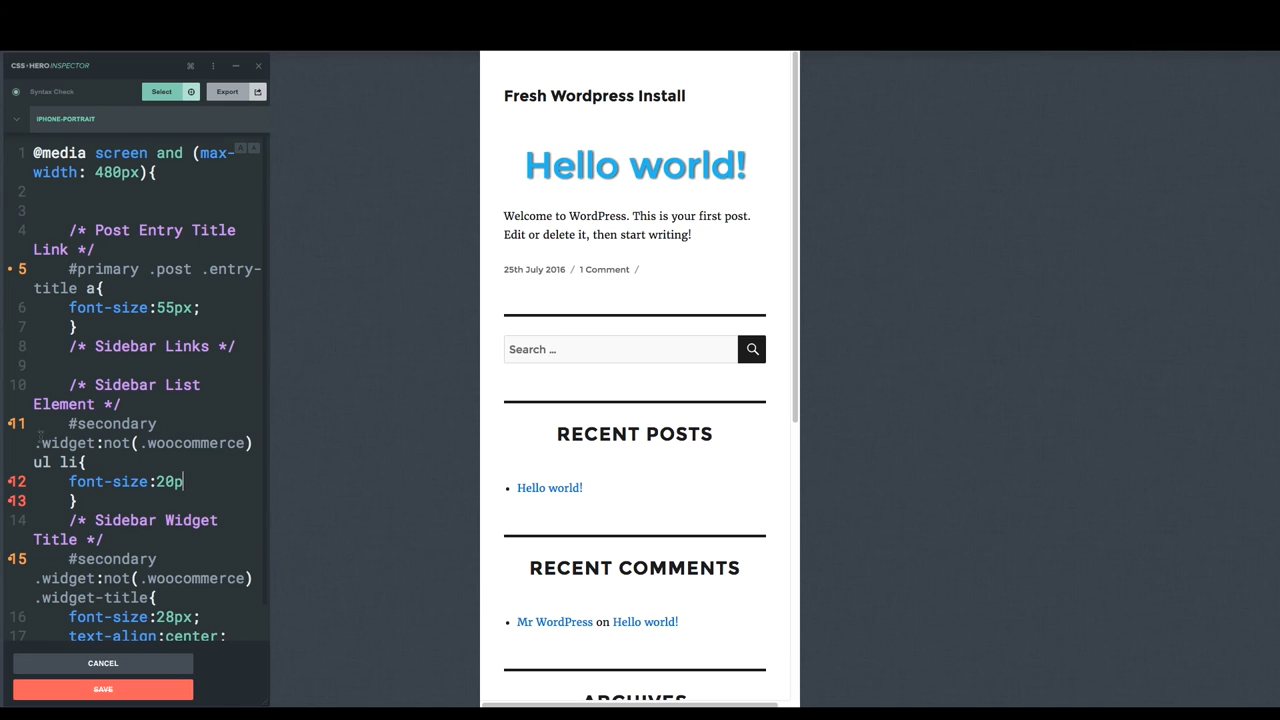 CSS HERO INSPECTOR
Syntax Check
Select
Export
IPHONE-PORTRAIT
A A
1 @media screen and (max-
width: 480px){
2
3
4 /* Post Entry Title
Link */
5 #primary .post .entry-
title a{
6 font-size:55px;
7 }
8 /* Sidebar Links */
9
10 /* Sidebar List
Element */
11 #secondary
.widget:not(.woocommerce)
ul li{
12 font-size:20p
13 }
14 /* Sidebar Widget
Title */
15 #secondary
.widget:not(.woocommerce)
.widget-title{
16 font-size:28px;
17 text-align:center;
CANCEL
SAVE
Fresh Wordpress Install
Hello world!
Welcome to WordPress. This is your first post.
Edit or delete it, then start writing!
25th July 2016 / 1 Comment /
Search ...
RECENT POSTS
• Hello world!
RECENT COMMENTS
• Mr WordPress on Hello world!
ARCHIVES